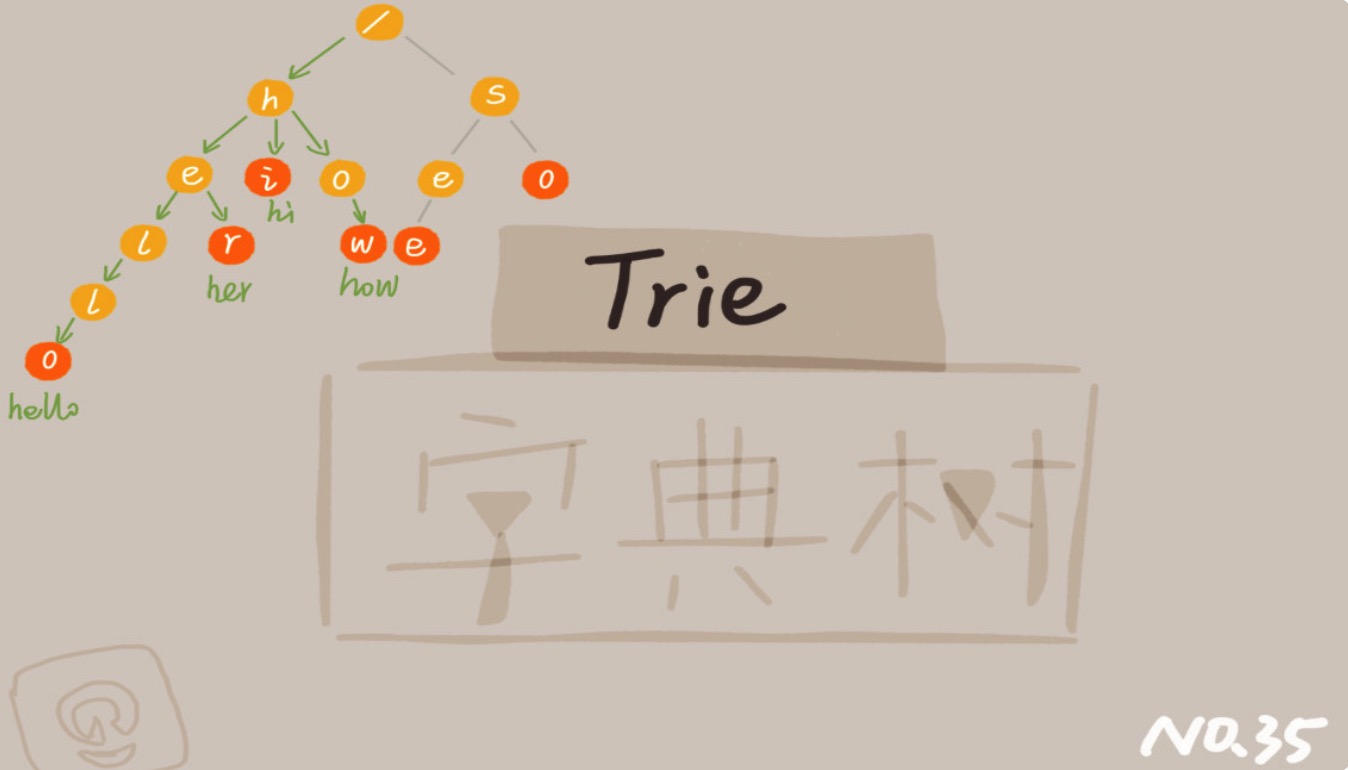 /
h S
e i o e o
hi
l r w e
her how
l
o
hello
Trie
字典树
NO.35